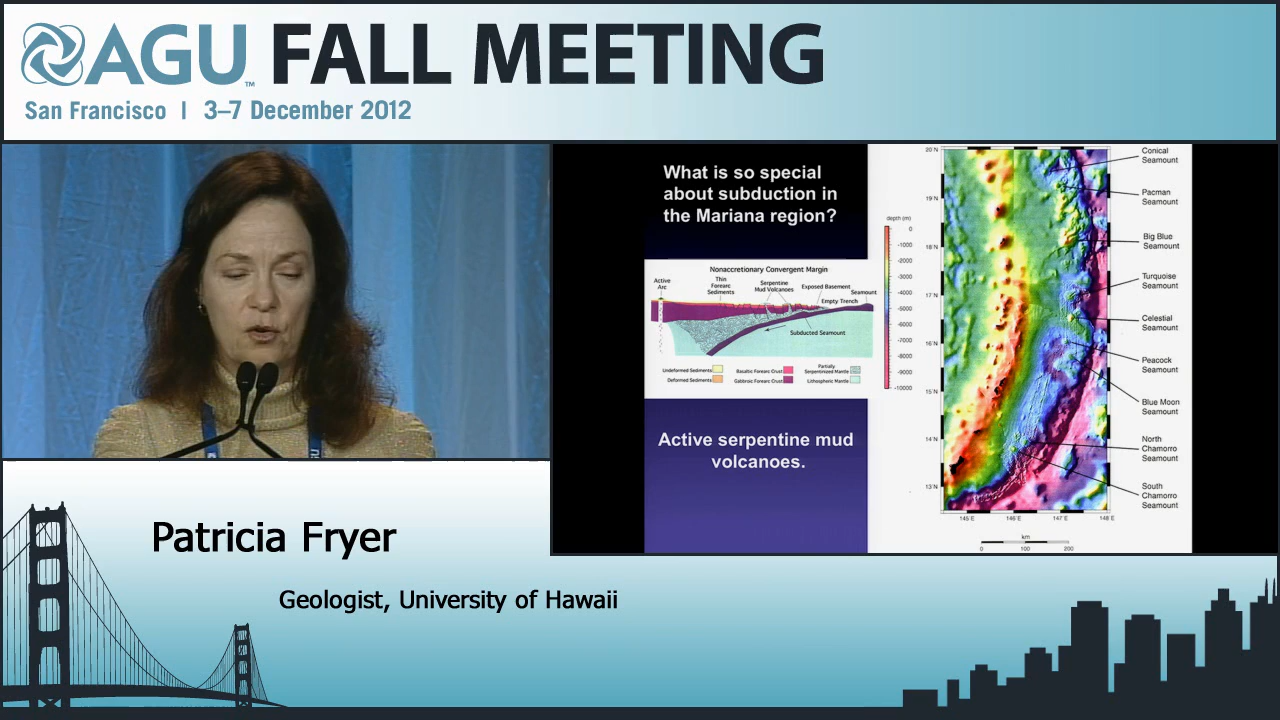 AGU™ FALL MEETING
San Francisco | 3–7 December 2012
What is so special
about subduction in
the Mariana region?
Nonaccretionary Convergent Margin
Active
Arc
Thin
Forearc
Sediments
Serpentine
Mud Volcanoes
Exposed Basement
Seamount
Empty Trench
Subducted Seamount
Undeformed Sediments
Deformed Sediments
Basaltic Forearc Crust
Gabbroic Forearc Crust
Partially
Serpentinized Mantle
Lithospheric Mantle
Active serpentine mud
volcanoes.
depth (m)
0
-1000
-2000
-3000
-4000
-5000
-6000
-7000
-8000
-9000
-10000
20˚N
19˚N
18˚N
17˚N
16˚N
15˚N
14˚N
13˚N
145˚E
146˚E
147˚E
148˚E
km
0
100
200
Conical
Seamount
Pacman
Seamount
Big Blue
Seamount
Turquoise
Seamount
Celestial
Seamount
Peacock
Seamount
Blue Moon
Seamount
North
Chamorro
Seamount
South
Chamorro
Seamount
Patricia Fryer
Geologist, University of Hawaii